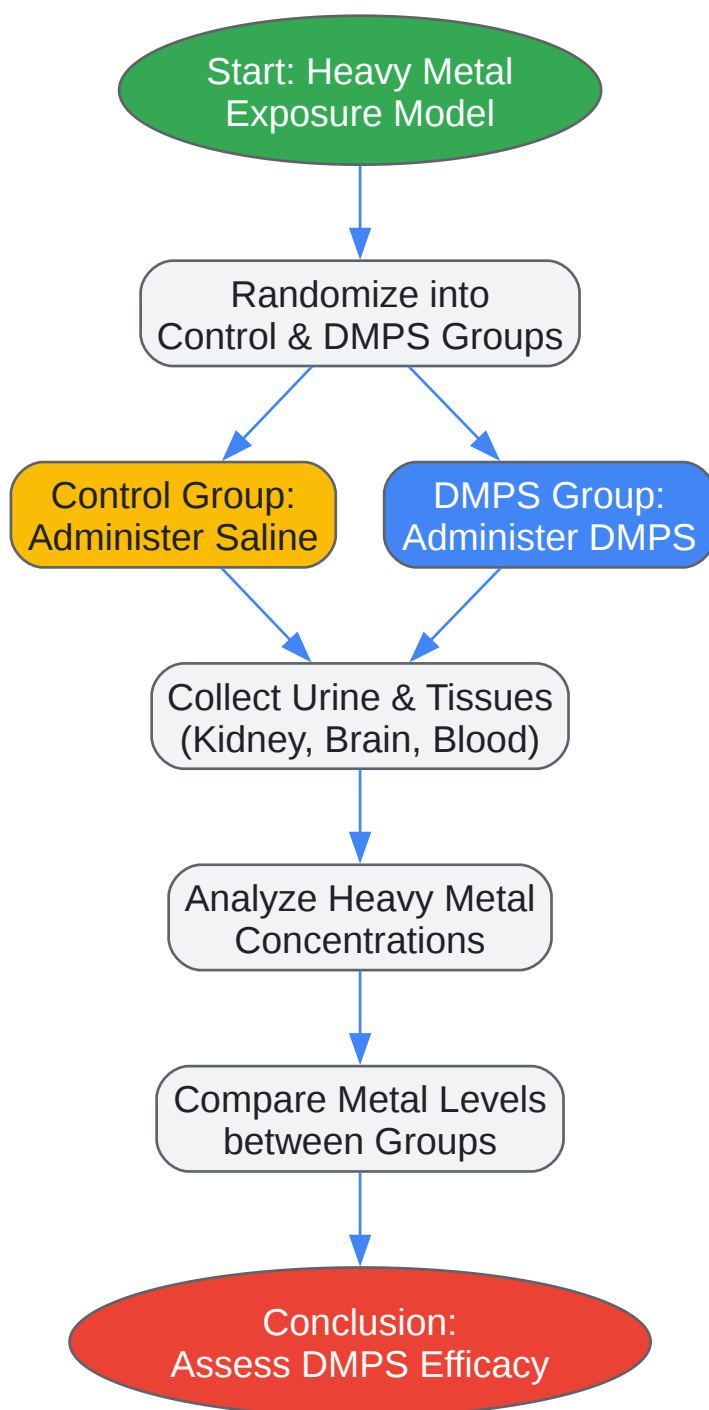 Start: Heavy Metal
Exposure Model
Randomize into
Control & DMPS Groups
Control Group:
Administer Saline
DMPS Group:
Administer DMPS
Collect Urine & Tissues
(Kidney, Brain, Blood)
Analyze Heavy Metal
Concentrations
Compare Metal Levels
between Groups
Conclusion:
Assess DMPS Efficacy